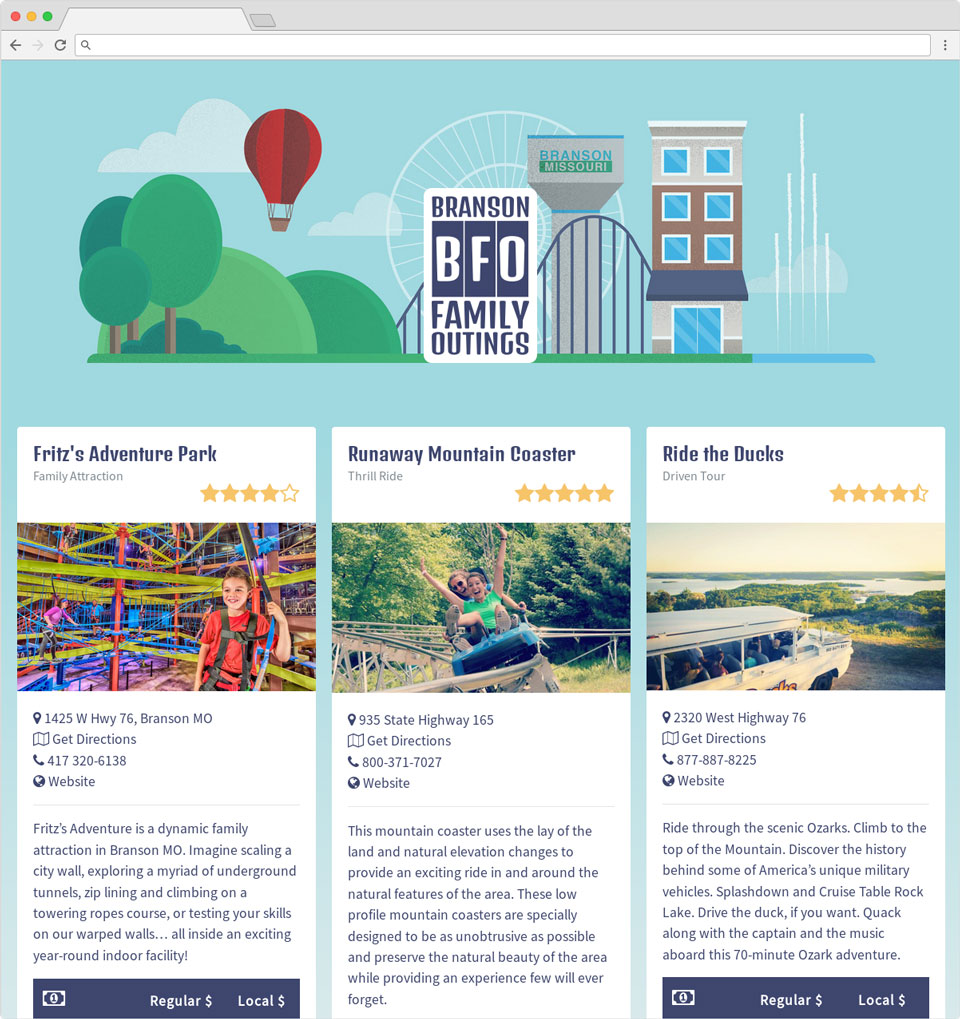 BRANSON
MISSOURI
BRANSON
BFO
FAMILY
OUTINGS
Fritz's Adventure Park
Family Attraction
1425 W Hwy 76, Branson MO
Get Directions
417 320-6138
Website
Fritz’s Adventure is a dynamic family
attraction in Branson MO. Imagine scaling a
city wall, exploring a myriad of underground
tunnels, zip lining and climbing on a
towering ropes course, or testing your skills
on our warped walls… all inside an exciting
year-round indoor facility!
Regular $ Local $
Runaway Mountain Coaster
Thrill Ride
935 State Highway 165
Get Directions
800-371-7027
Website
This mountain coaster uses the lay of the
land and natural elevation changes to
provide an exciting ride in and around the
natural features of the area. These low
profile mountain coasters are specially
designed to be as unobtrusive as possible
and preserve the natural beauty of the area
while providing an experience few will ever
forget.
Ride the Ducks
Driven Tour
2320 West Highway 76
Get Directions
877-887-8225
Website
Ride through the scenic Ozarks. Climb to the
top of the Mountain. Discover the history
behind some of America’s unique military
vehicles. Splashdown and Cruise Table Rock
Lake. Drive the duck, if you want. Quack
along with the captain and the music
aboard this 70-minute Ozark adventure.
Regular $ Local $